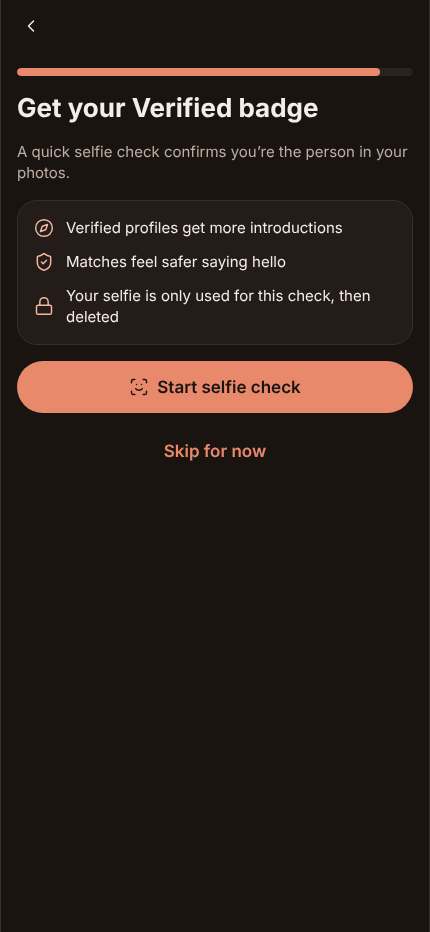 Get your Verified badge
A quick selfie check confirms you’re the person in your
photos.
Verified profiles get more introductions
Matches feel safer saying hello
Your selfie is only used for this check, then
deleted
Start selfie check
Skip for now